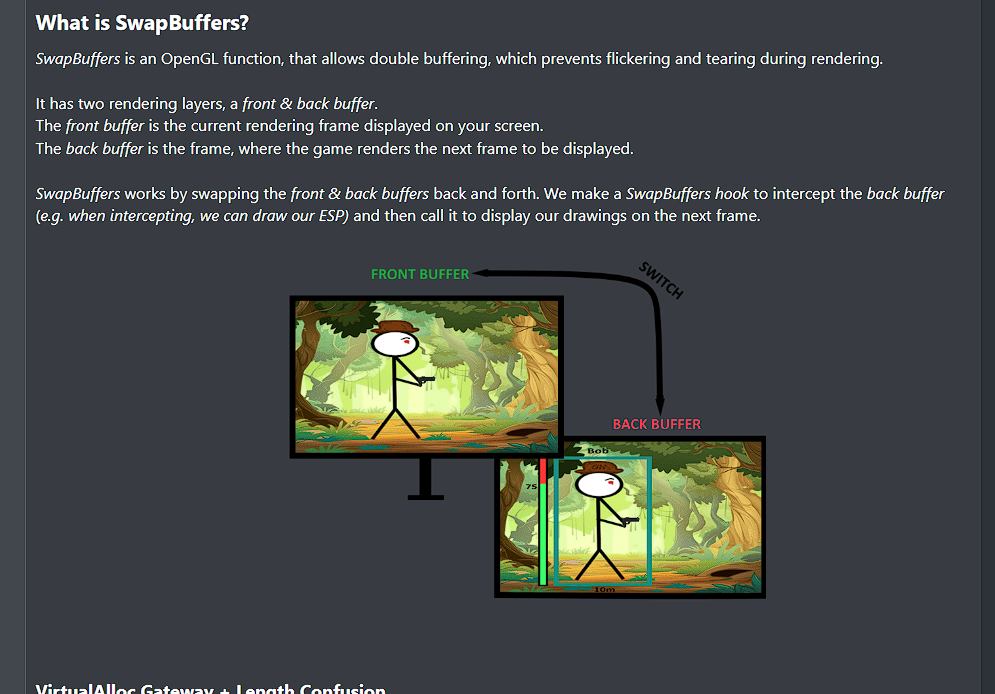 What is SwapBuffers?
SwapBuffers is an OpenGL function, that allows double buffering, which prevents flickering and tearing during rendering.
It has two rendering layers, a front & back buffer.
The front buffer is the current rendering frame displayed on your screen.
The back buffer is the frame, where the game renders the next frame to be displayed.
SwapBuffers works by swapping the front & back buffers back and forth. We make a SwapBuffers hook to intercept the back buffer
(e.g. when intercepting, we can draw our ESP) and then call it to display our drawings on the next frame.
FRONT BUFFER
SWITCH
BACK BUFFER
Bob
75
10m
VirtualAlloc Gateway + Length Confusion